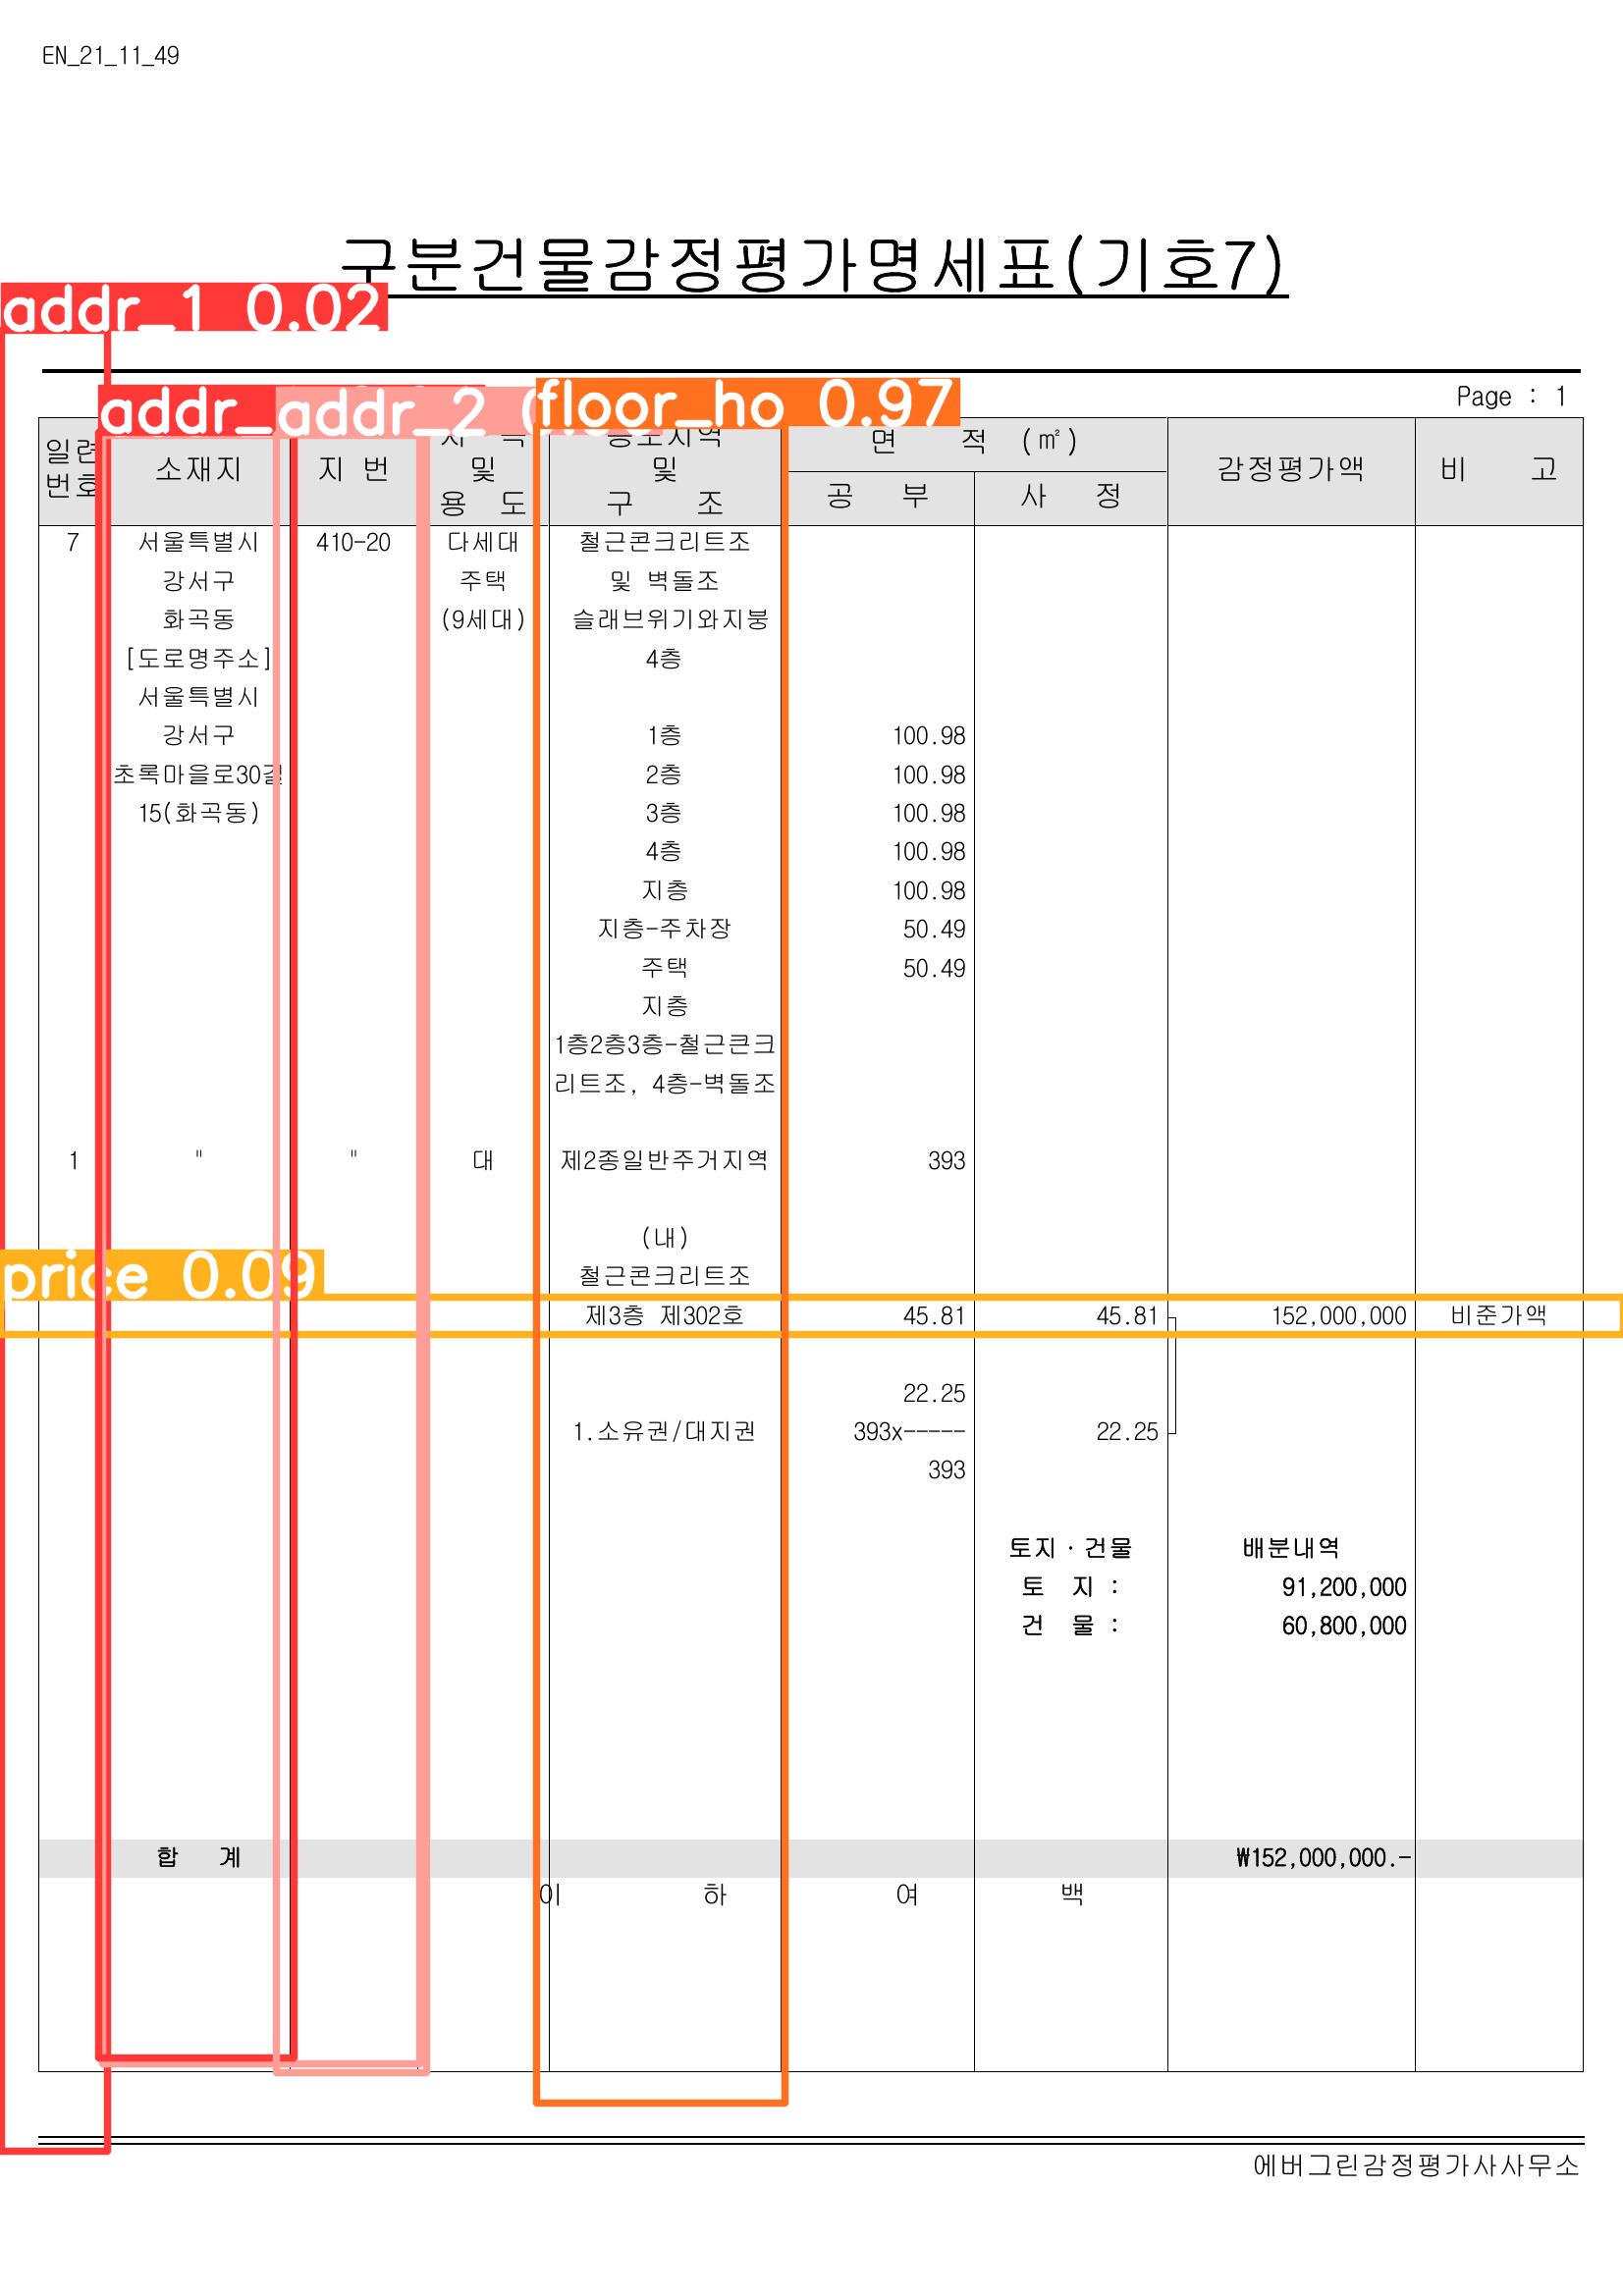 EN_21_11_49
구분건물감정평가명세표(기호7)
addr_1 0.02
addr_ addr_2 floor_ho 0.97
Page : 1
일련번호 소재지 지 번 및 용 도 용도지역 및 구 조 면 적 (㎡) 감정평가액 비 고
공 부 사 정
7 서울특별시 410-20 다세대 철근콘크리트조
강서구 주택 및 벽돌조
화곡동 (9세대) 슬래브위기와지붕
[도로명주소] 4층
서울특별시
강서구 1층 100.98
초록마을로30길 2층 100.98
15(화곡동) 3층 100.98
4층 100.98
지층 100.98
지층-주차장 50.49
주택 50.49
지층
1층2층3층-철근큰크
리트조, 4층-벽돌조
1 " " 대 제2종일반주거지역 393
(내)
price 0.09 철근콘크리트조
제3층 제302호 45.81 45.81 152,000,000 비준가액
22.25
1.소유권/대지권 393x----- 22.25
393
토지·건물 배분내역
토 지 : 91,200,000
건 물 : 60,800,000
합 계 ₩152,000,000.-
이 하 여 백
에버그린감정평가사사무소